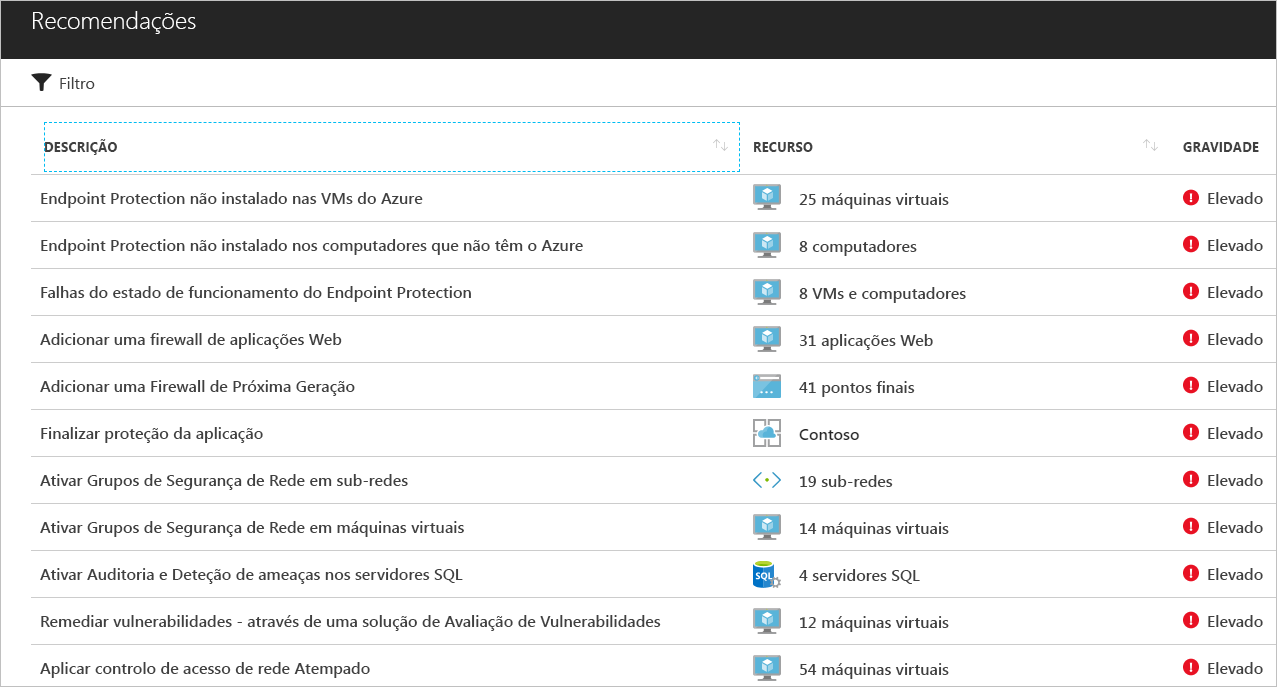 Recomendações
Filtro
DESCRIÇÃO RECURSO GRAVIDADE
Endpoint Protection não instalado nas VMs do Azure 25 máquinas virtuais Elevado
Endpoint Protection não instalado nos computadores que não têm o Azure 8 computadores Elevado
Falhas do estado de funcionamento do Endpoint Protection 8 VMs e computadores Elevado
Adicionar uma firewall de aplicações Web 31 aplicações Web Elevado
Adicionar uma Firewall de Próxima Geração 41 pontos finais Elevado
Finalizar proteção da aplicação Contoso Elevado
Ativar Grupos de Segurança de Rede em sub-redes 19 sub-redes Elevado
Ativar Grupos de Segurança de Rede em máquinas virtuais 14 máquinas virtuais Elevado
Ativar Auditoria e Deteção de ameaças nos servidores SQL SQL 4 servidores SQL Elevado
Remediar vulnerabilidades - através de uma solução de Avaliação de Vulnerabilidades 12 máquinas virtuais Elevado
Aplicar controlo de acesso de rede Atempado 54 máquinas virtuais Elevado